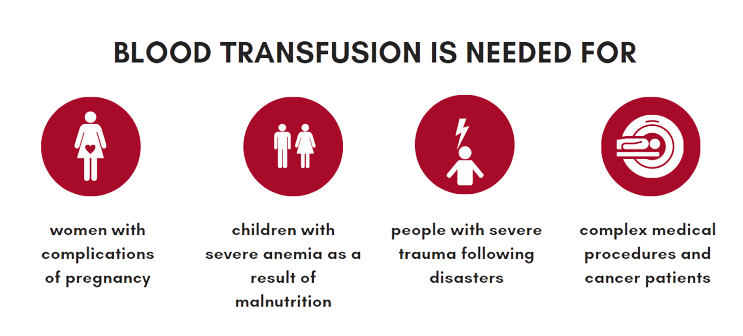 BLOOD TRANSFUSION IS NEEDED FOR
women with
complications
of pregnancy
children with
severe anemia as a
result of
malnutrition
people with severe
trauma following
disasters
complex medical
procedures and
cancer patients